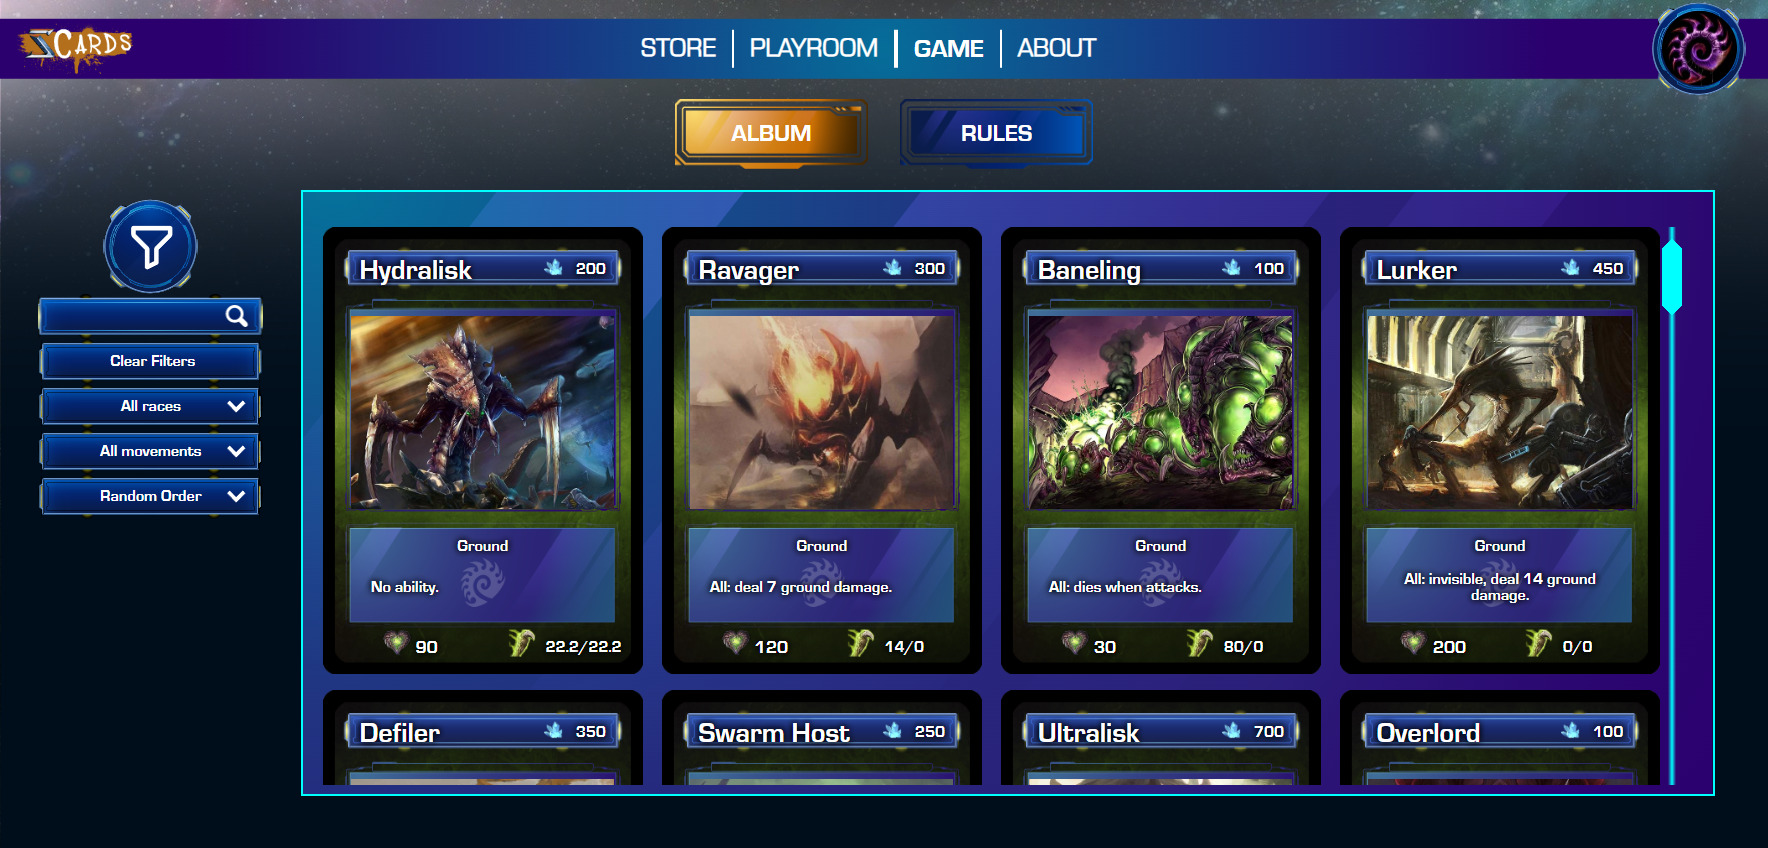 CARDS
STORE
PLAYROOM
GAME
ABOUT
ALBUM
RULES
Clear Filters
All races
All movements
Random Order
Hydralisk 200
Ground
No ability.
90 22.2/22.2
Ravager 300
Ground
All: deal 7 ground damage.
120 14/0
Baneling 100
Ground
All: dies when attacks.
30 80/0
Lurker 450
Ground
All: invisible, deal 14 ground
damage.
200 0/0
Defiler 350
Swarm Host 250
Ultralisk 700
Overlord 100